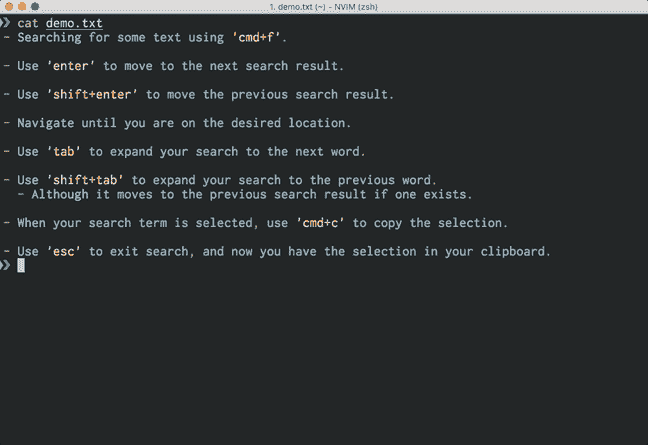 1. demo.txt (~) - NVIM (zsh)
❯❯ cat demo.txt
- Searching for some text using 'cmd+f'.
- Use 'enter' to move to the next search result.
- Use 'shift+enter' to move the previous search result.
- Navigate until you are on the desired location.
- Use 'tab' to expand your search to the next word.
- Use 'shift+tab' to expand your search to the previous word.
- Although it moves to the previous search result if one exists.
- When your search term is selected, use 'cmd+c' to copy the selection.
- Use 'esc' to exit search, and now you have the selection in your clipboard.
❯❯